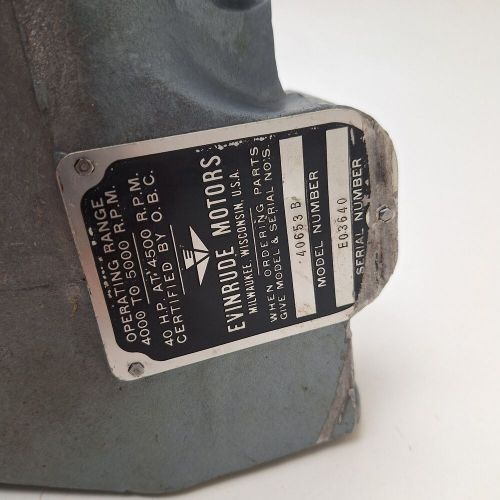 OPERATING RANGE
4000 TO 5000 R.P.M.
40 H.P. AT 4500 R.P.M.
CERTIFIED BY O.B.C.
EVINRUDE MOTORS
MILWAUKEE, WISCONSIN, U.S.A.
WHEN ORDERING PARTS
GIVE MODEL & SERIAL NO'S.
40653 B
MODEL NUMBER
E03640
SERIAL NUMBER